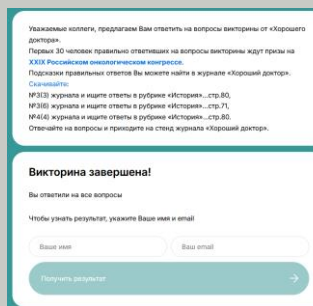 Уважаемые коллеги, предлагаем Вам ответить на вопросы викторины от «Хорошего
доктора».
Первых 30 человек правильно ответивших на вопросы викторины ждут призы на
XXIX Российском онкологическом конгрессе.
Подсказки правильных ответов Вы можете найти в журнале «Хороший доктор».
Скачивайте:
№3(3) журнала и ищите ответы в рубрике «История»...стр.80,
№3(6) журнала и ищите ответы в рубрике «История»...стр.71,
№4(4) журнала и ищите ответы в рубрике «История»...стр.80.
Отвечайте на вопросы и приходите на стенд журнала «Хороший доктор».
Викторина завершена!
Вы ответили на все вопросы
Чтобы узнать результат, укажите Ваше имя и email
Ваше имя
Ваш email
Получить результат